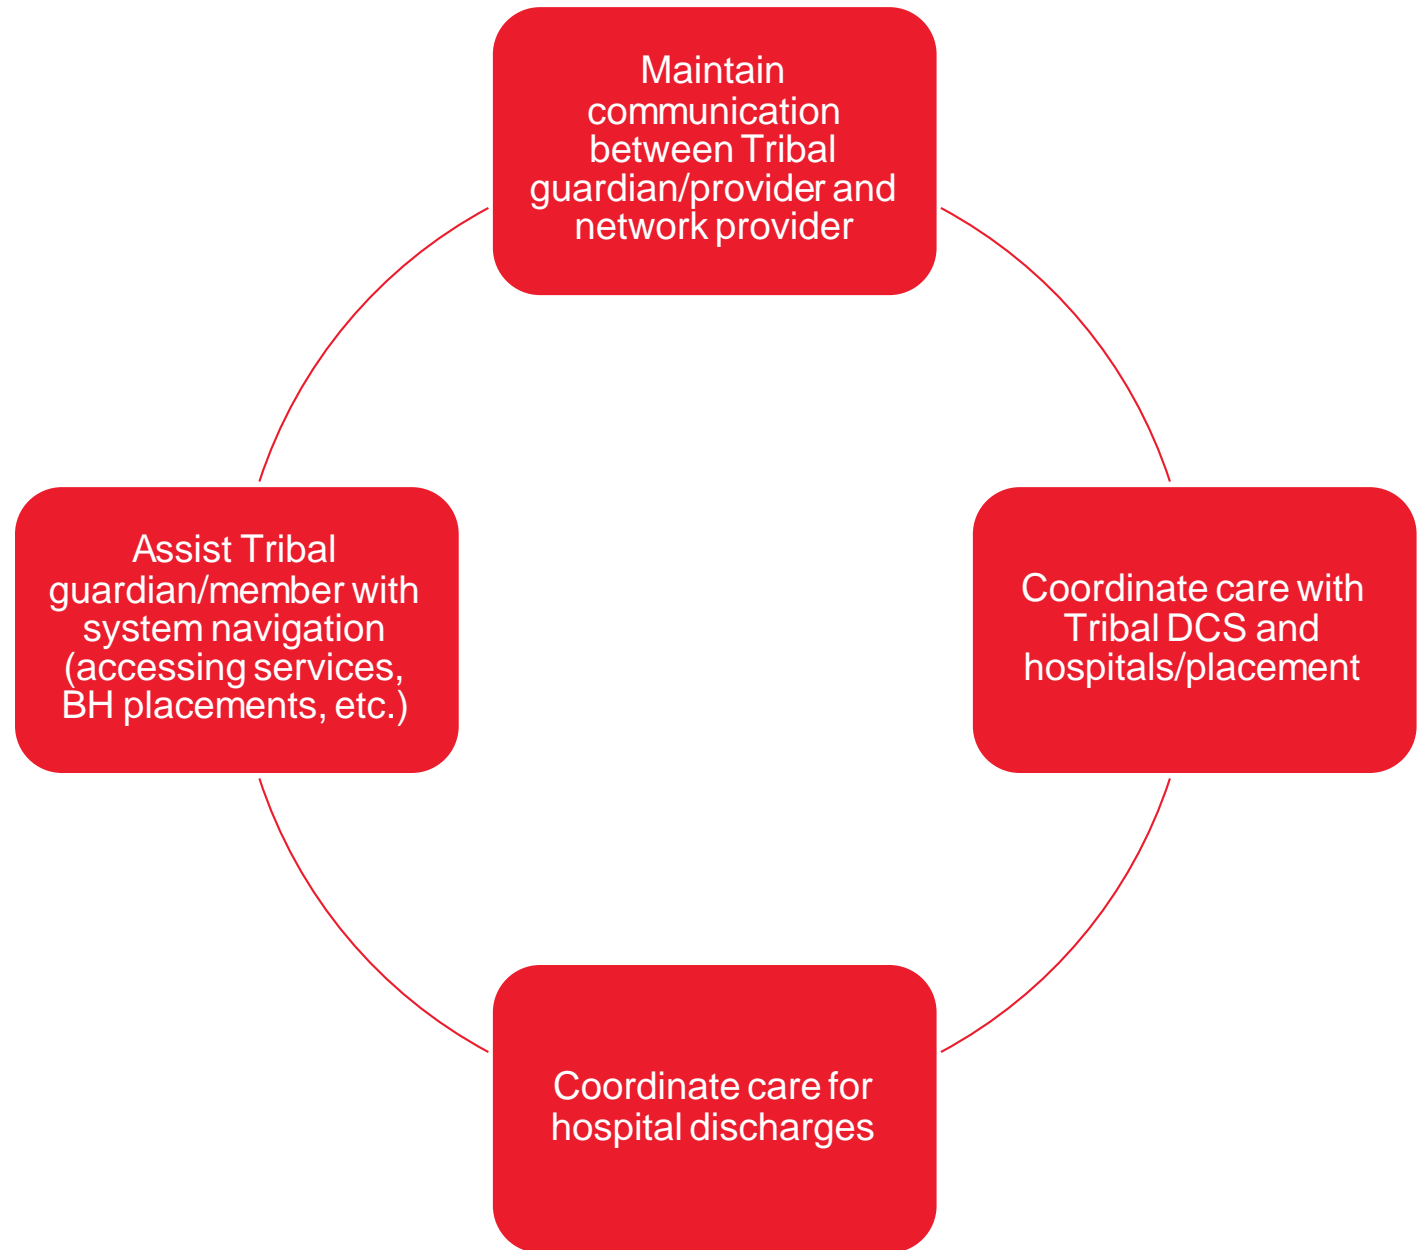 Maintain
communication
between Tribal
guardian/provider and
network provider
Assist Tribal
guardian/member with
system navigation
(accessing services,
BH placements, etc.)
Coordinate care with
Tribal DCS and
hospitals/placement
Coordinate care for
hospital discharges